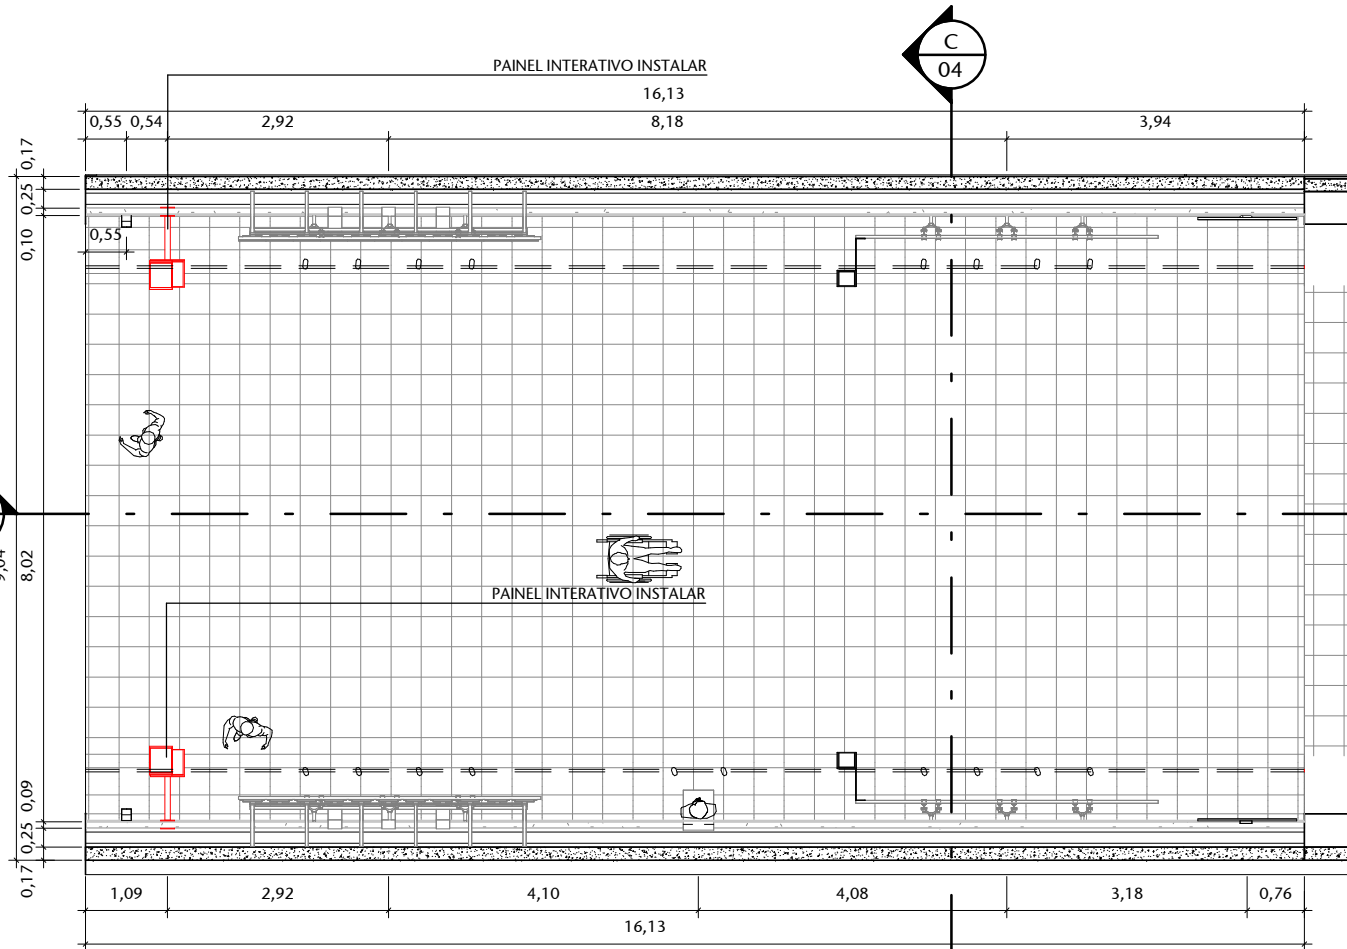 C
04
PAINEL INTERATIVO INSTALAR
16,13
0,55 0,54 2,92 8,18 3,94
0,17
0,25
0,10
0,55
8,02
PAINEL INTERATIVO INSTALAR
0,09
0,25
0,17
1,09 2,92 4,10 4,08 3,18 0,76
16,13